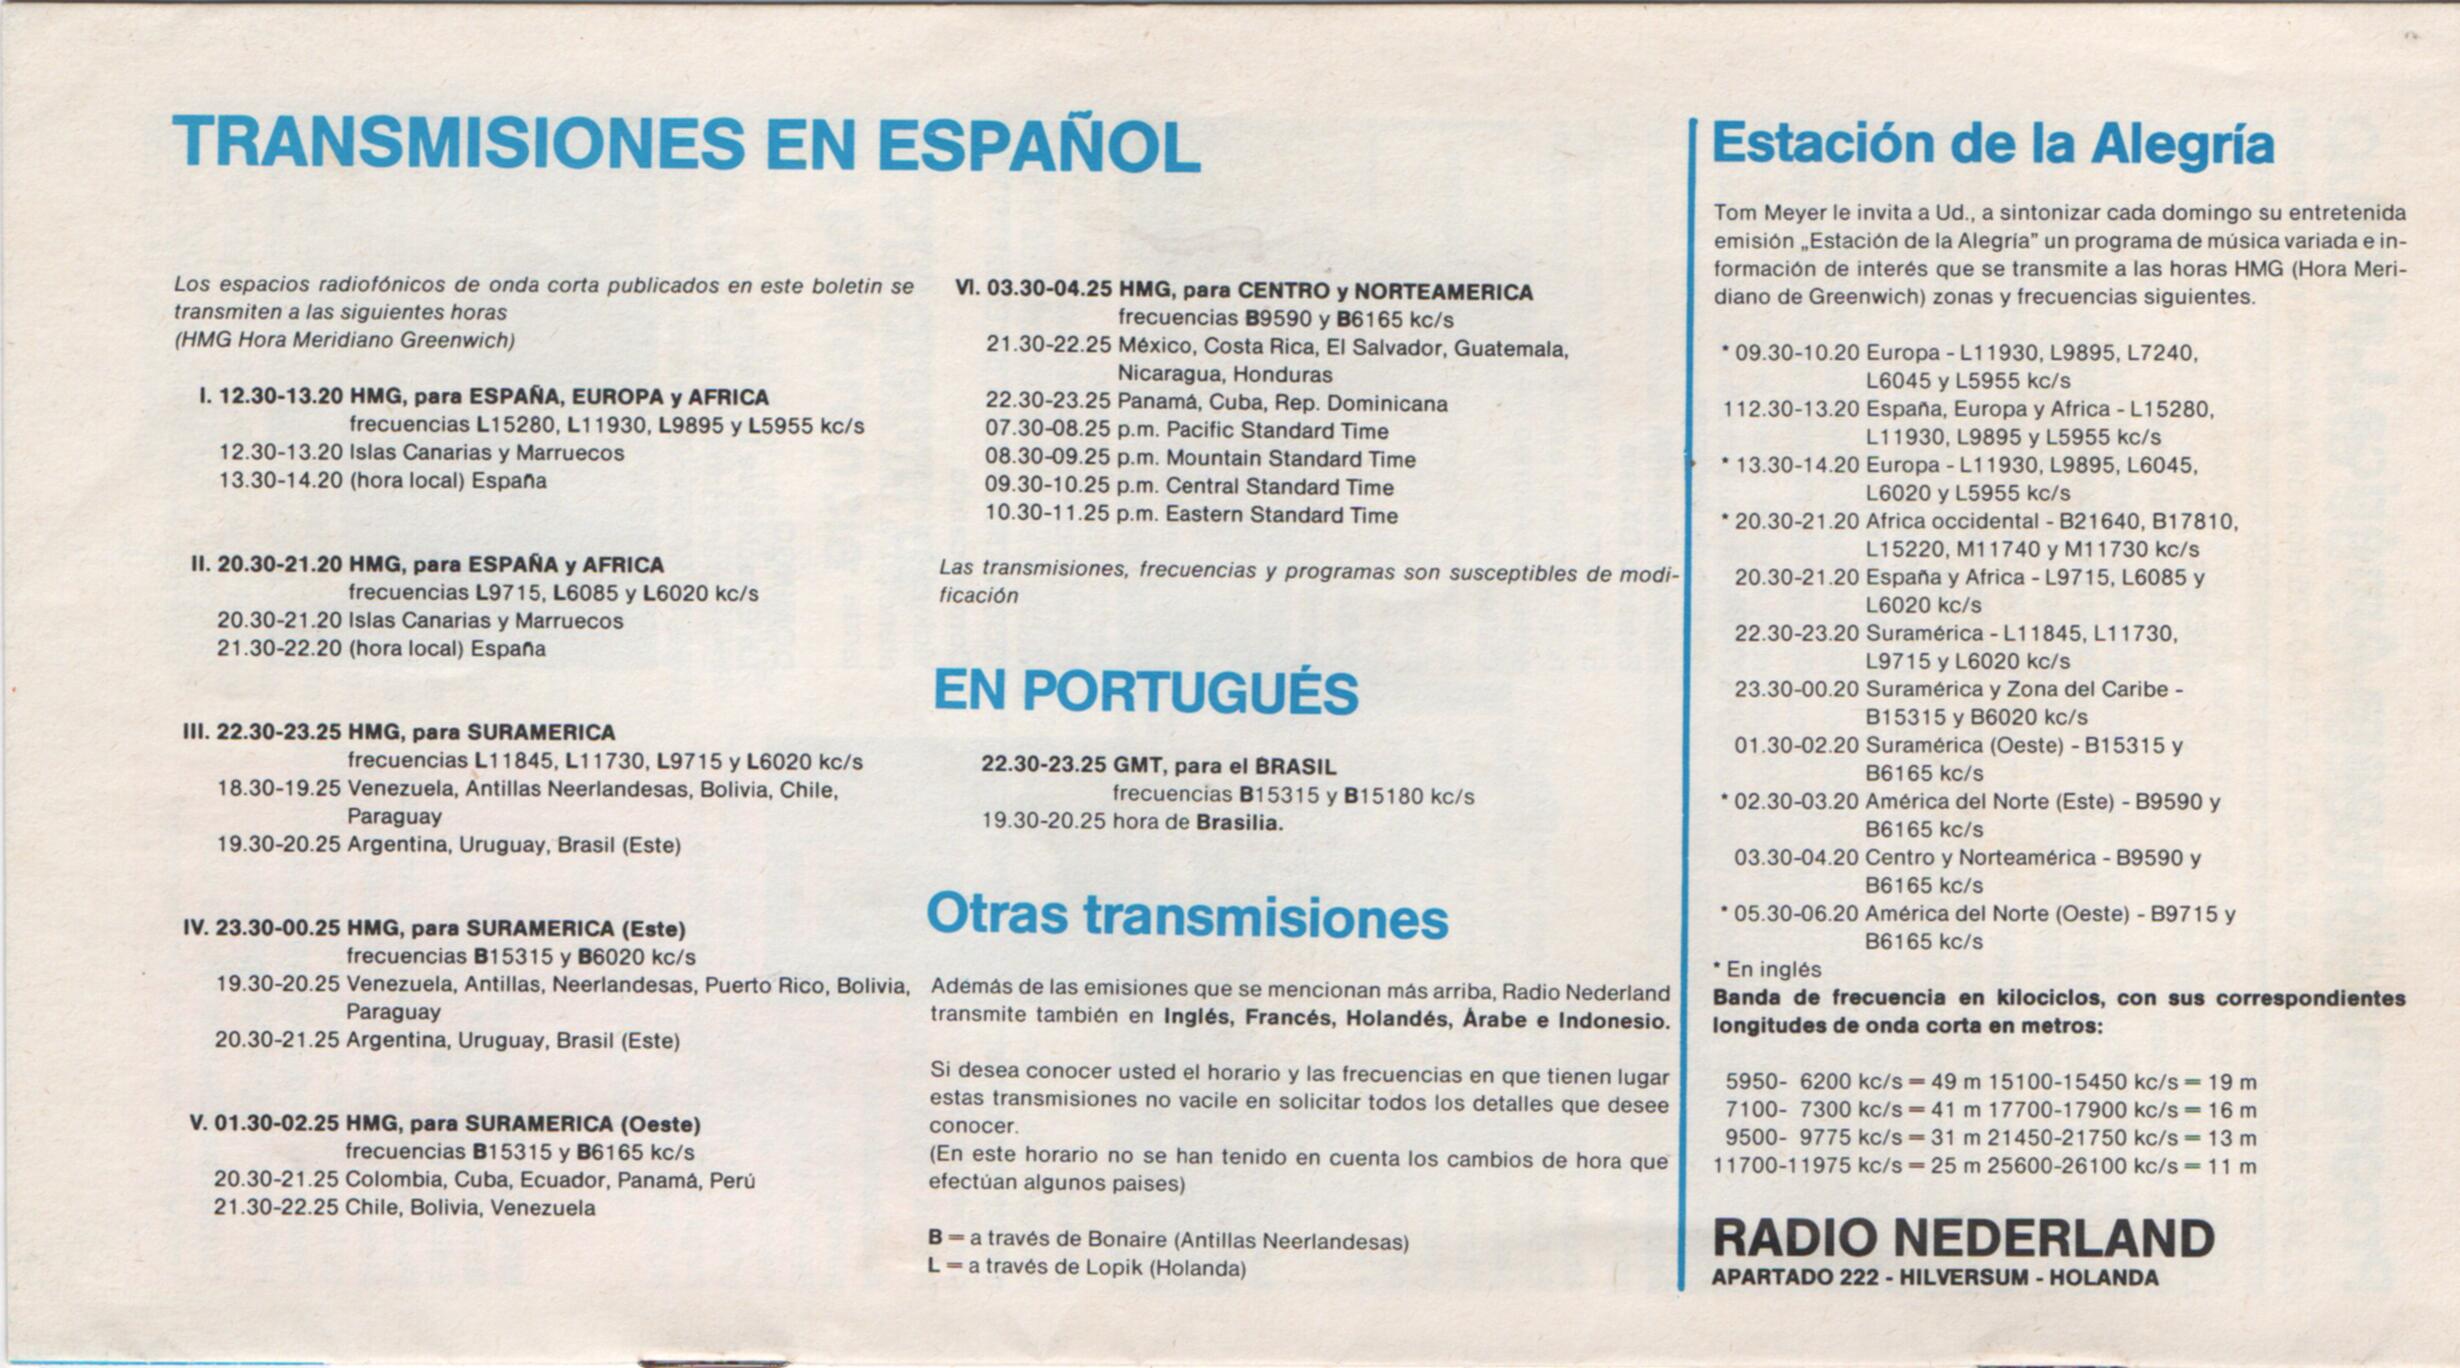 TRANSMISIONES EN ESPAÑOL
Los espacios radiofónicos de onda corta publicados en este boletin se
transmiten a las siguientes horas
(HMG Hora Meridiano Greenwich)
I. 12.30-13.20 HMG, para ESPAÑA, EUROPA y AFRICA
frecuencias L15280, L11930, L9895 y L5955 kc/s
12.30-13.20 Islas Canarias y Marruecos
13.30-14.20 (hora local) España
II. 20.30-21.20 HMG, para ESPAÑA y AFRICA
frecuencias L9715, L6085 y L6020 kc/s
20.30-21.20 Islas Canarias y Marruecos
21.30-22.20 (hora local) España
III. 22.30-23.25 HMG, para SURAMERICA
frecuencias L11845, L11730, L9715 y L6020 kc/s
18.30-19.25 Venezuela, Antillas Neerlandesas, Bolivia, Chile,
Paraguay
19.30-20.25 Argentina, Uruguay, Brasil (Este)
IV. 23.30-00.25 HMG, para SURAMERICA (Este)
frecuencias B15315 y B6020 kc/s
19.30-20.25 Venezuela, Antillas, Neerlandesas, Puerto Rico, Bolivia,
Paraguay
20.30-21.25 Argentina, Uruguay, Brasil (Este)
V. 01.30-02.25 HMG, para SURAMERICA (Oeste)
frecuencias B15315 y B6165 kc/s
20.30-21.25 Colombia, Cuba, Ecuador, Panamá, Perú
21.30-22.25 Chile, Bolivia, Venezuela
VI. 03.30-04.25 HMG, para CENTRO y NORTEAMERICA
frecuencias B9590 y B6165 kc/s
21.30-22.25 México, Costa Rica, El Salvador, Guatemala,
Nicaragua, Honduras
22.30-23.25 Panamá, Cuba, Rep. Dominicana
07.30-08.25 p.m. Pacific Standard Time
08.30-09.25 p.m. Mountain Standard Time
09.30-10.25 p.m. Central Standard Time
10.30-11.25 p.m. Eastern Standard Time
Las transmisiones, frecuencias y programas son susceptibles de modi-
ficación
EN PORTUGUÉS
22.30-23.25 GMT, para el BRASIL
frecuencias B15315 y B15180 kc/s
19.30-20.25 hora de Brasilia.
Otras transmisiones
Además de las emisiones que se mencionan más arriba, Radio Nederland
transmite también en Inglés, Francés, Holandés, Árabe e Indonesio.
Si desea conocer usted el horario y las frecuencias en que tienen lugar
estas transmisiones no vacile en solicitar todos los detalles que desee
conocer.
(En este horario no se han tenido en cuenta los cambios de hora que
efectúan algunos paises)
B = a través de Bonaire (Antillas Neerlandesas)
L = a través de Lopik (Holanda)
Estación de la Alegría
Tom Meyer le invita a Ud., a sintonizar cada domingo su entretenida
emisión „Estación de la Alegría” un programa de música variada e in-
formación de interés que se transmite a las horas HMG (Hora Meri-
diano de Greenwich) zonas y frecuencias siguientes.
* 09.30-10.20 Europa - L11930, L9895, L7240,
L6045 y L5955 kc/s
112.30-13.20 España, Europa y Africa - L15280,
L11930, L9895 y L5955 kc/s
* 13.30-14.20 Europa - L11930, L9895, L6045,
L6020 y L5955 kc/s
* 20.30-21.20 Africa occidental - B21640, B17810,
L15220, M11740 y M11730 kc/s
20.30-21.20 España y Africa - L9715, L6085 y
L6020 kc/s
22.30-23.20 Suramérica - L11845, L11730,
L9715 y L6020 kc/s
23.30-00.20 Suramérica y Zona del Caribe -
B15315 y B6020 kc/s
01.30-02.20 Suramérica (Oeste) - B15315 y
B6165 kc/s
* 02.30-03.20 América del Norte (Este) - B9590 y
B6165 kc/s
03.30-04.20 Centro y Norteamérica - B9590 y
B6165 kc/s
* 05.30-06.20 América del Norte (Oeste) - B9715 y
B6165 kc/s
* En inglés
Banda de frecuencia en kilociclos, con sus correspondientes
longitudes de onda corta en metros:
5950- 6200 kc/s = 49 m 15100-15450 kc/s = 19 m
7100- 7300 kc/s = 41 m 17700-17900 kc/s = 16 m
9500- 9775 kc/s = 31 m 21450-21750 kc/s = 13 m
11700-11975 kc/s = 25 m 25600-26100 kc/s = 11 m
RADIO NEDERLAND
APARTADO 222 - HILVERSUM - HOLANDA